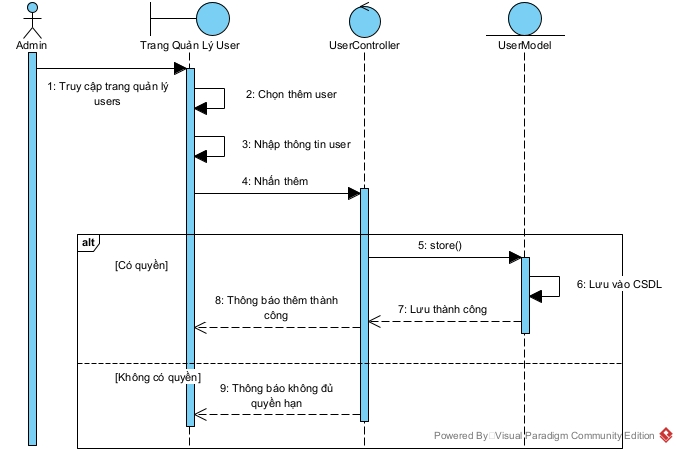 Admin
Trang Quản Lý User
UserController
UserModel
1: Truy cập trang quản lý
users
2: Chọn thêm user
3: Nhập thông tin user
4: Nhấn thêm
alt
5: store()
[Có quyền]
6: Lưu vào CSDL
8: Thông báo thêm thành
công
7: Lưu thành công
[Không có quyền]
9: Thông báo không đủ
quyền hạn
Powered By Visual Paradigm Community Edition